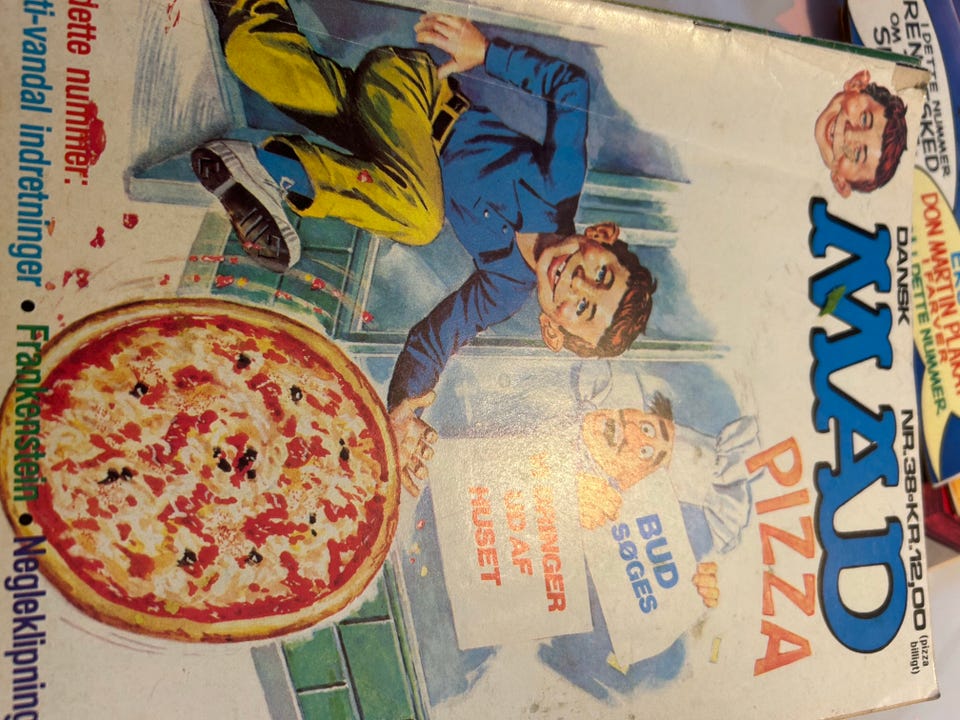 DANSK
NR.38•KR.12,00
(pizza
billigt)
MAD
PIZZA
BUD
SØGES
UD AF
HUSET
dette nummer:
ti-vandal indretninger • Frankenstein • Negleklipning
I DETTE NUMMER
OM
DON MARTIN PLAKAT
I DETTE NUMMER